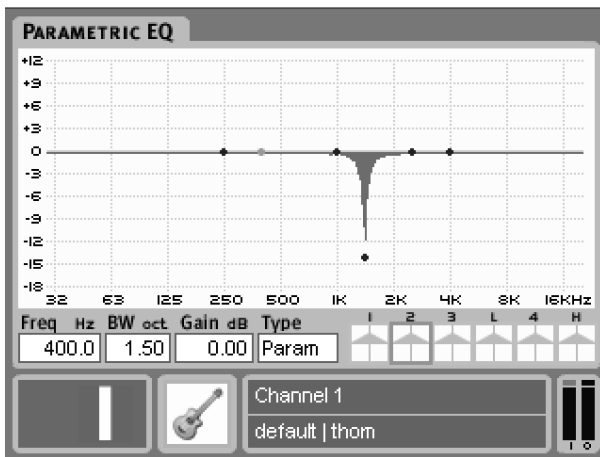 PARAMETRIC EQ
+12
+9
+6
+3
0
-3
-6
-9
-12
-15
-18
32 63 125 250 500 1K 2K 4K 8K 16KHz
Freq Hz BW oct. Gain dB Type 1 2 3 L 4 H
400.0 1.50 0.00 Param
Channel 1
default | thom
I O